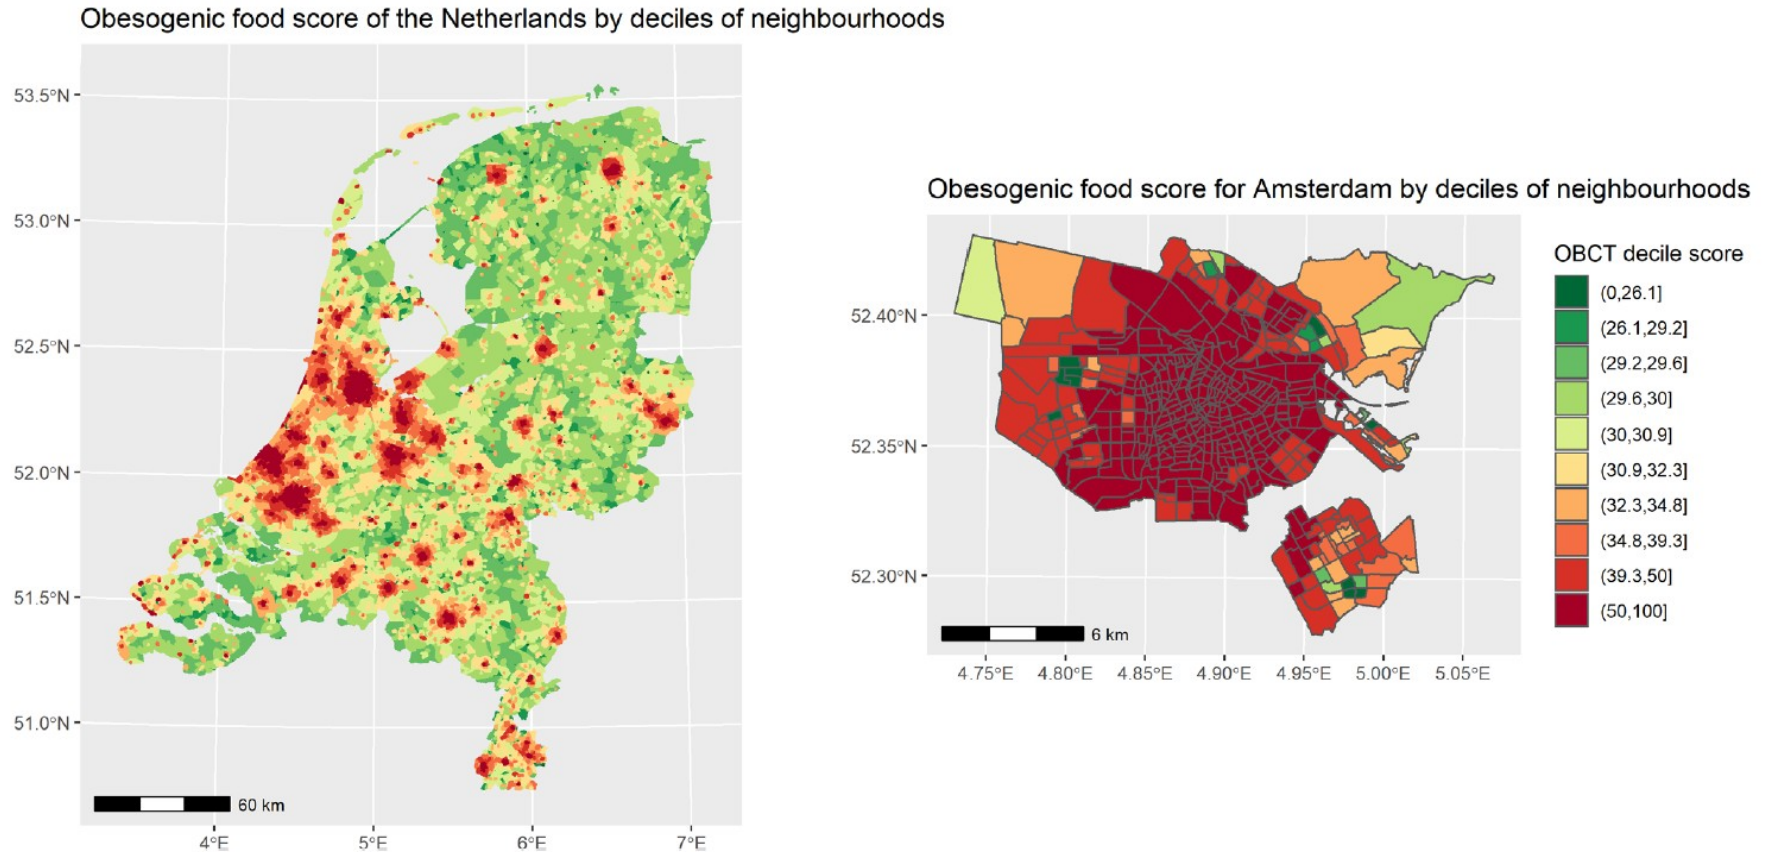 Obesogenic food score of the Netherlands by deciles of neighbourhoods
53.5°N
53.0°N
52.5°N
52.0°N
51.5°N
51.0°N
60 km
4°E 5°E 6°E 7°E
Obesogenic food score for Amsterdam by deciles of neighbourhoods
52.40°N
52.35°N
52.30°N
6 km
4.75°E 4.80°E 4.85°E 4.90°E 4.95°E 5.00°E 5.05°E
OBCT decile score
(0,26.1]
(26.1,29.2]
(29.2,29.6]
(29.6,30]
(30,30.9]
(30.9,32.3]
(32.3,34.8]
(34.8,39.3]
(39.3,50]
(50,100]